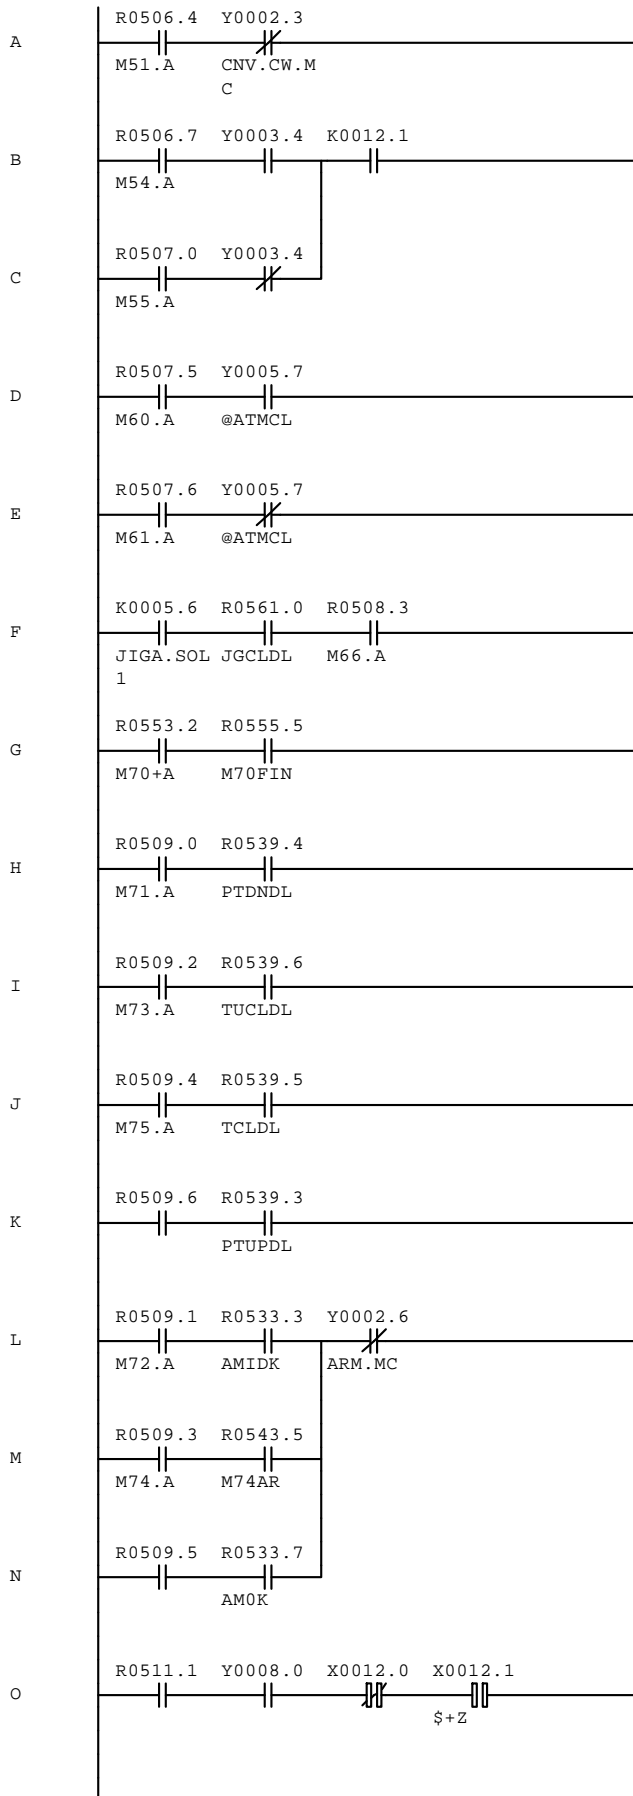 R0506.4 Y0002.3
A
M51.A CNV.CW.M
C
R0506.7 Y0003.4 K0012.1
B
M54.A
R0507.0 Y0003.4
C
M55.A
R0507.5 Y0005.7
D
M60.A @ATMCL
R0507.6 Y0005.7
E
M61.A @ATMCL
K0005.6 R0561.0 R0508.3
F
JIGA.SOL JGCLDL M66.A
1
R0553.2 R0555.5
G
M70+A M70FIN
R0509.0 R0539.4
H
M71.A PTDNDL
R0509.2 R0539.6
I
M73.A TUCLDL
R0509.4 R0539.5
J
M75.A TCLDL
R0509.6 R0539.3
K
PTUPDL
R0509.1 R0533.3 Y0002.6
L
M72.A AMIDK ARM.MC
R0509.3 R0543.5
M
M74.A M74AR
R0509.5 R0533.7
N
AM0K
R0511.1 Y0008.0 X0012.0 X0012.1
O
$+Z